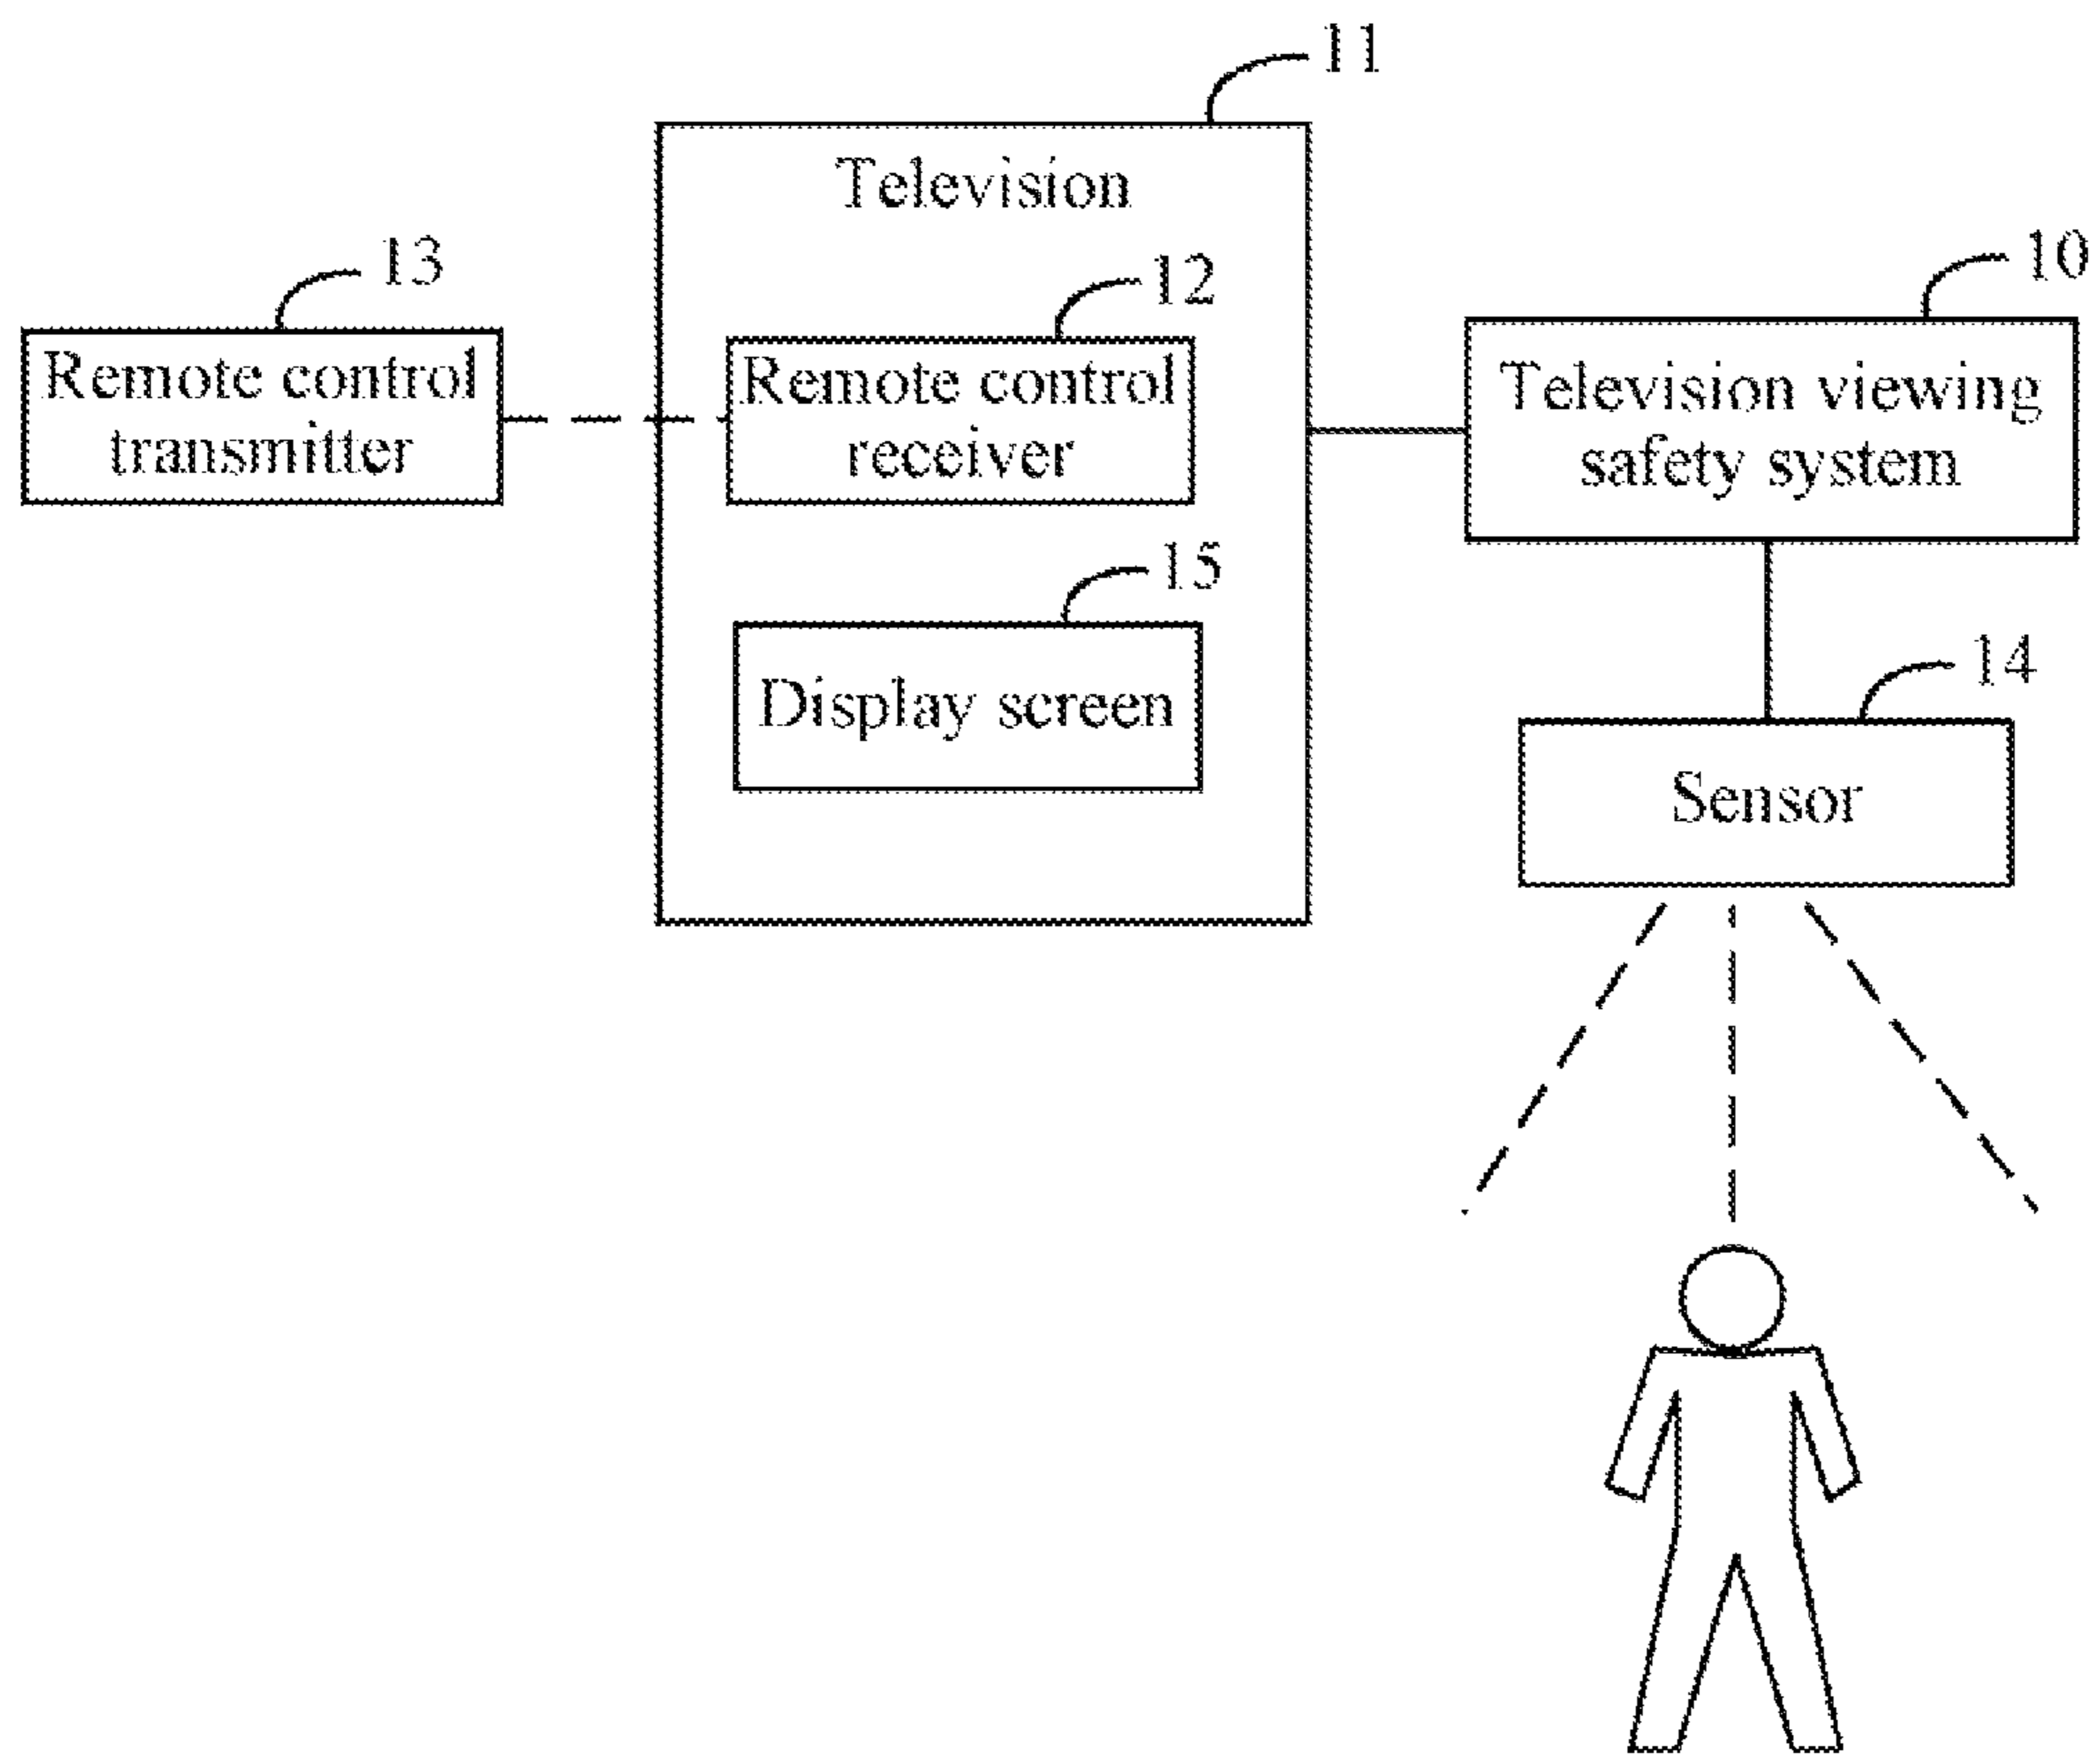 11
Television
13
12
10
Remote control
transmitter
Remote control
receiver
Television viewing
safety system
15
Display screen
14
Sensor